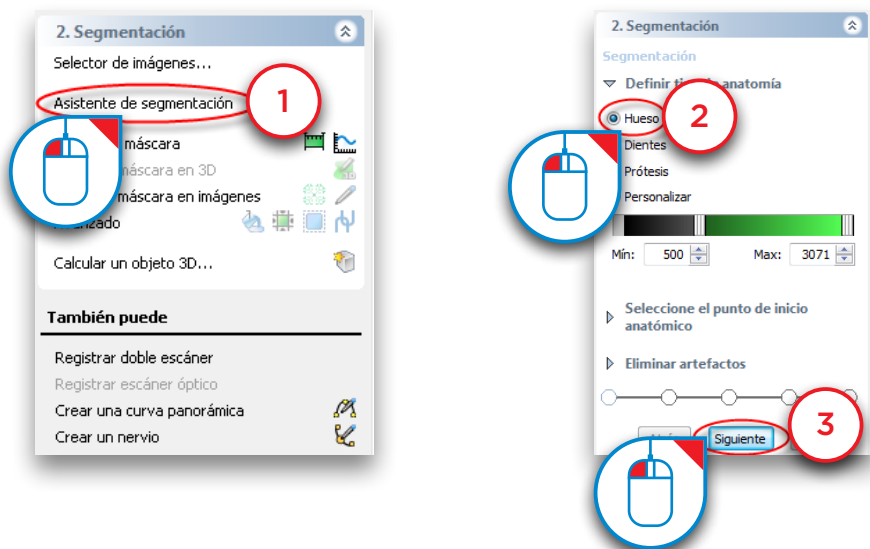 2. Segmentación
Selector de imágenes...
Asistente de segmentación
1
máscara
máscara en 3D
máscara en imágenes
Calcular un objeto 3D...
También puede
Registrar doble escáner
Registrar escáner óptico
Crear una curva panorámica
Crear un nervio
2. Segmentación
Segmentación
Definir anatomía
Hueso
2
Dientes
Prótesis
Personalizar
Mín: 500 Max: 3071
Seleccione el punto de inicio
anatómico
Eliminar artefactos
Siguiente
3